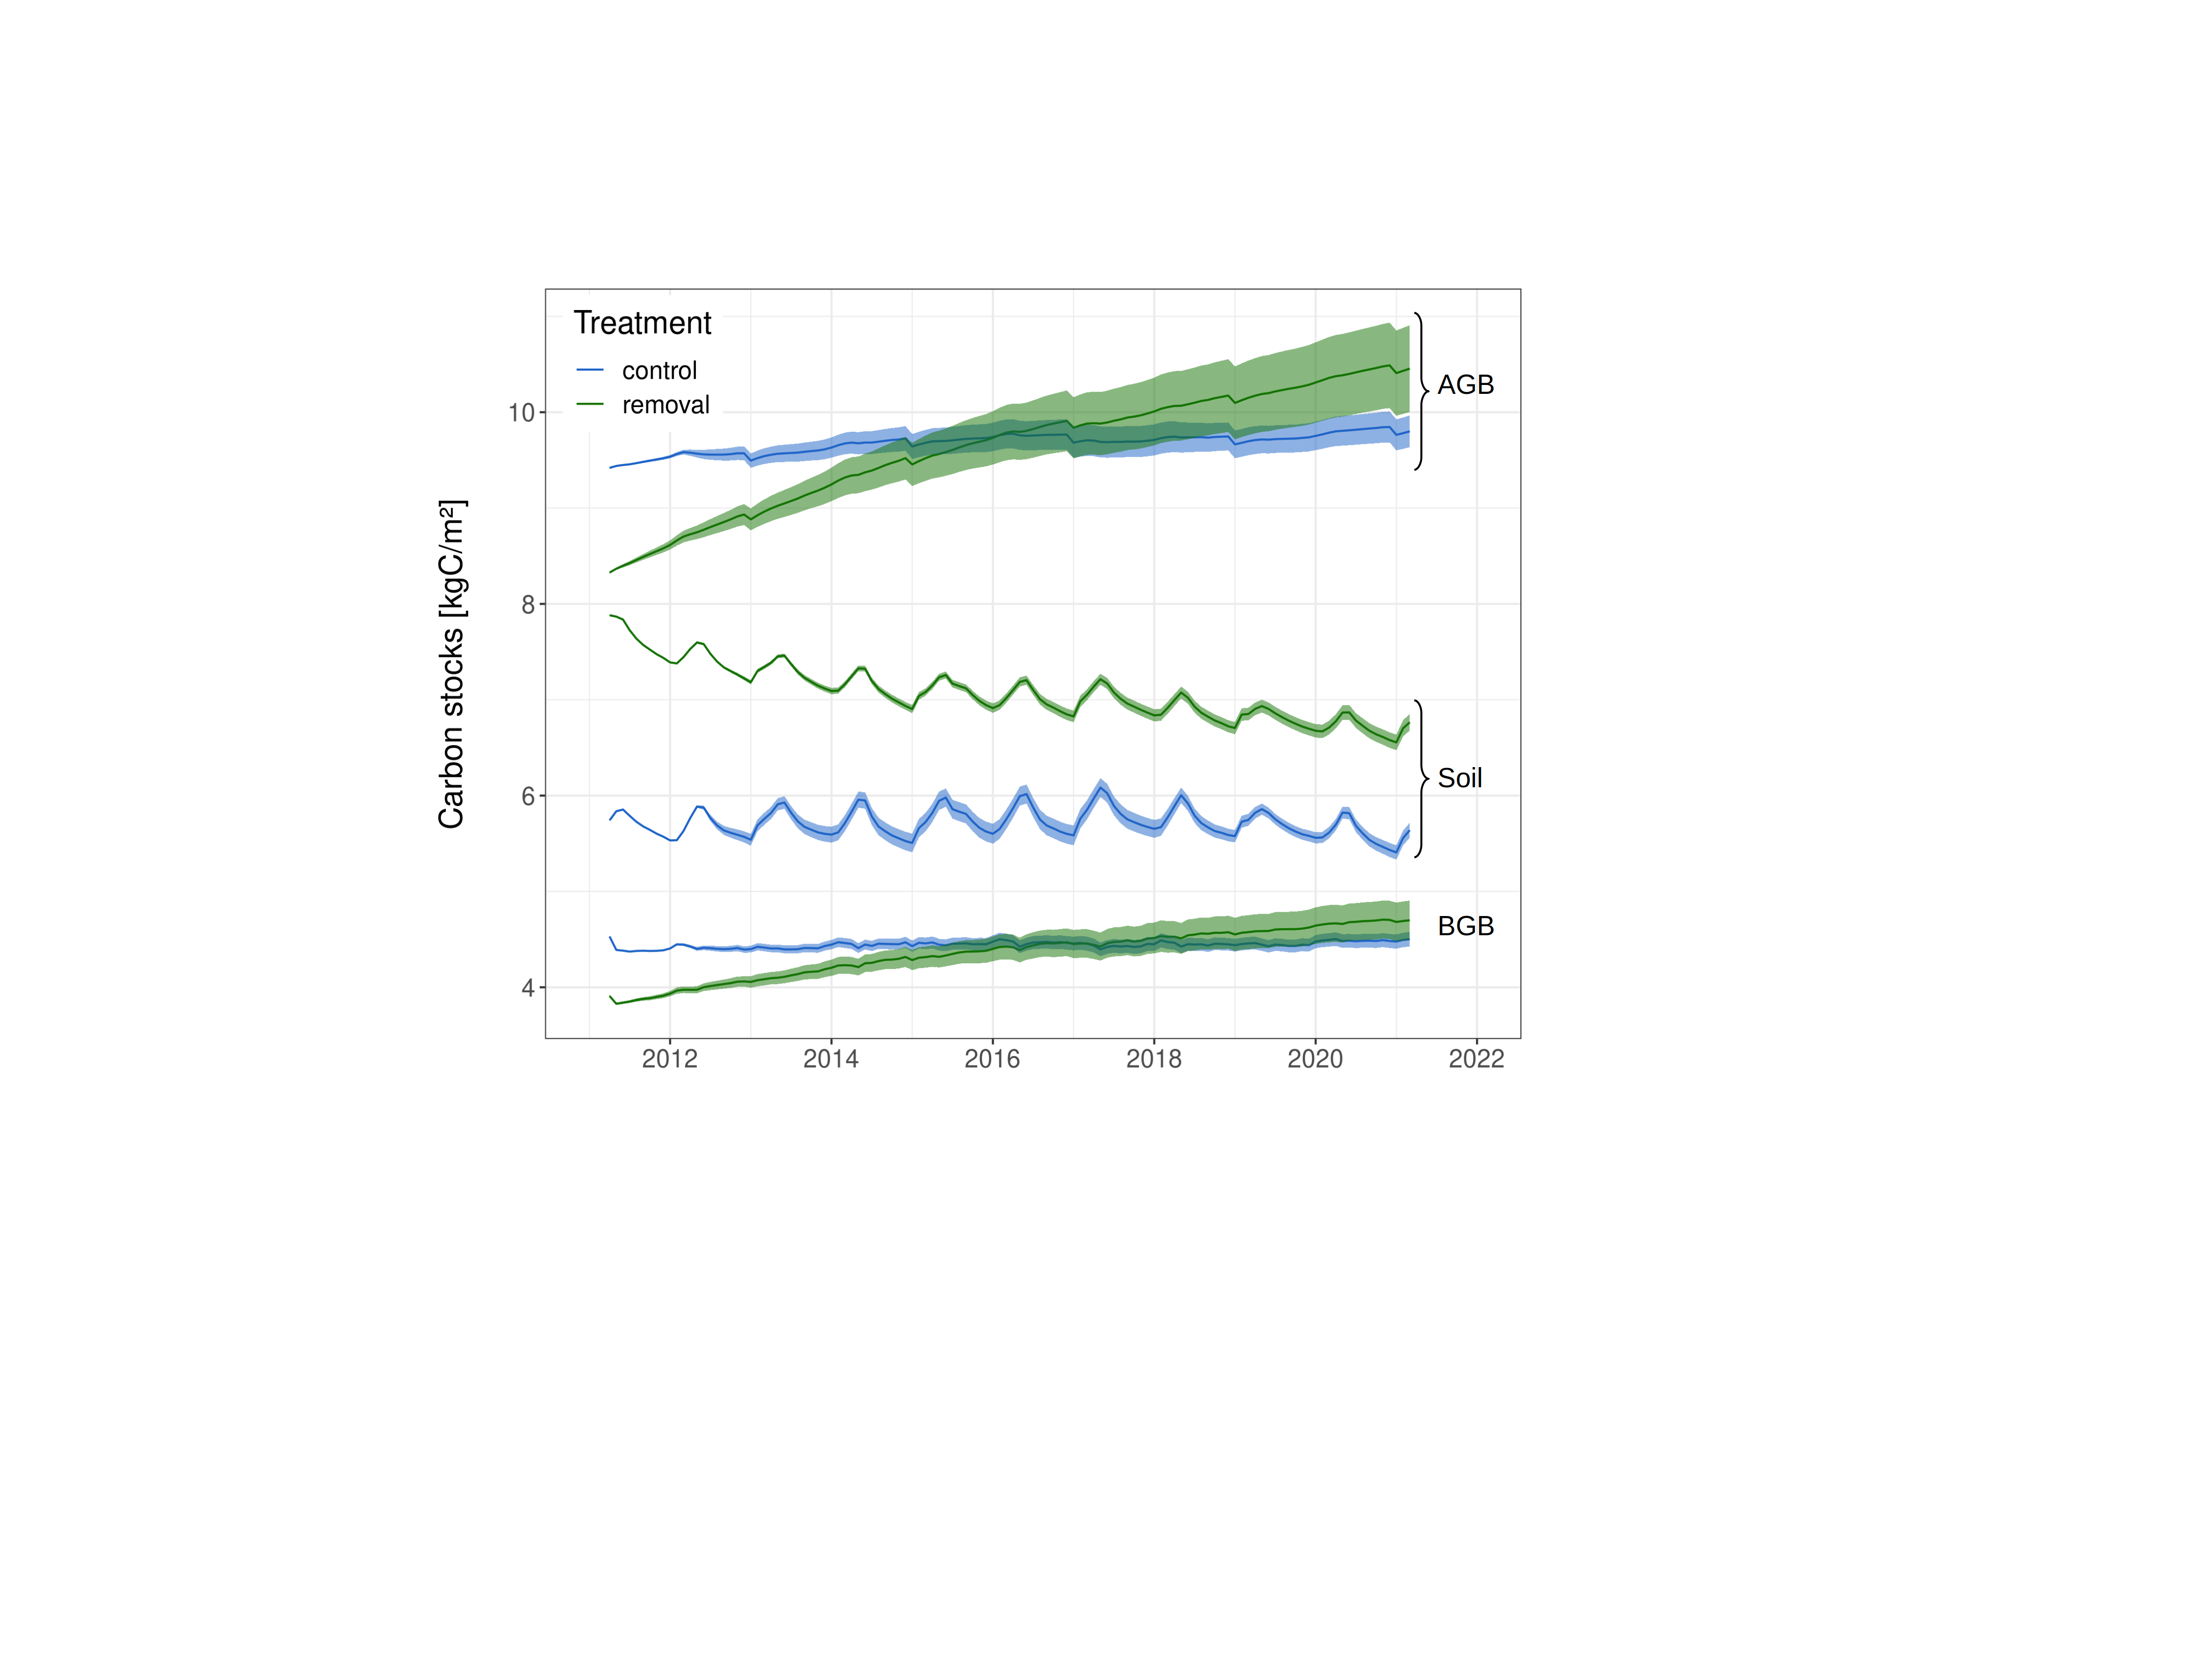 Treatment
control
removal
10
8
6
4
Carbon stocks [kgC/m²]
AGB
Soil
BGB
2012 2014 2016 2018 2020 2022